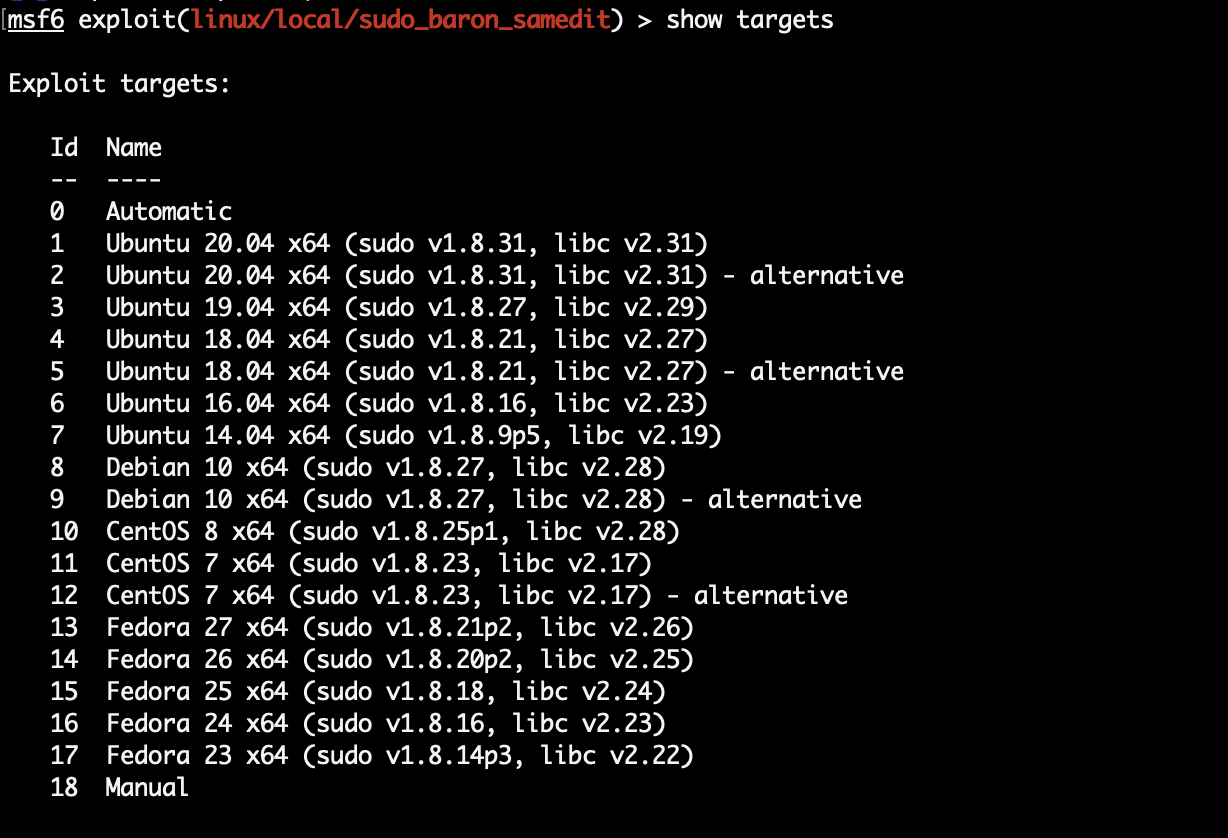 msf6 exploit(linux/local/sudo_baron_samedit) > show targets
Exploit targets:
Id  Name
--  ----
0   Automatic
1   Ubuntu 20.04 x64 (sudo v1.8.31, libc v2.31)
2   Ubuntu 20.04 x64 (sudo v1.8.31, libc v2.31) - alternative
3   Ubuntu 19.04 x64 (sudo v1.8.27, libc v2.29)
4   Ubuntu 18.04 x64 (sudo v1.8.21, libc v2.27)
5   Ubuntu 18.04 x64 (sudo v1.8.21, libc v2.27) - alternative
6   Ubuntu 16.04 x64 (sudo v1.8.16, libc v2.23)
7   Ubuntu 14.04 x64 (sudo v1.8.9p5, libc v2.19)
8   Debian 10 x64 (sudo v1.8.27, libc v2.28)
9   Debian 10 x64 (sudo v1.8.27, libc v2.28) - alternative
10  CentOS 8 x64 (sudo v1.8.25p1, libc v2.28)
11  CentOS 7 x64 (sudo v1.8.23, libc v2.17)
12  CentOS 7 x64 (sudo v1.8.23, libc v2.17) - alternative
13  Fedora 27 x64 (sudo v1.8.21p2, libc v2.26)
14  Fedora 26 x64 (sudo v1.8.20p2, libc v2.25)
15  Fedora 25 x64 (sudo v1.8.18, libc v2.24)
16  Fedora 24 x64 (sudo v1.8.16, libc v2.23)
17  Fedora 23 x64 (sudo v1.8.14p3, libc v2.22)
18  Manual